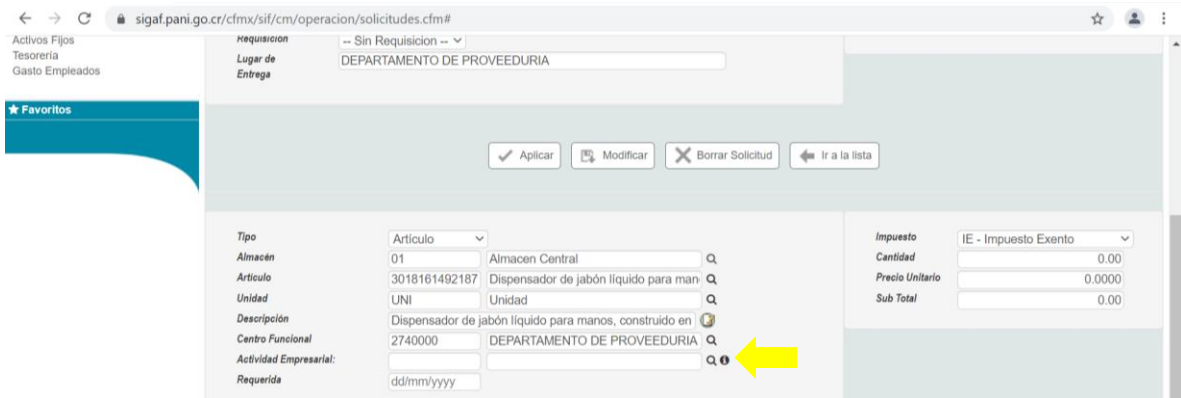 sigaf.pani.go.cr/cfmx/sif/cm/operacion/solicitudes.cfm#
Activos Fijos
Tesorería
Gasto Empleados
★ Favoritos
Requisición -- Sin Requisicion --
Lugar de Entrega DEPARTAMENTO DE PROVEEDURIA
Aplicar Modificar Borrar Solicitud Ir a la lista
Tipo Artículo
Almacén 01 Almacen Central
Artículo 3018161492187 Dispensador de jabón líquido para man
Unidad UNI Unidad
Descripción Dispensador de jabón líquido para manos, construido en
Centro Funcional 2740000 DEPARTAMENTO DE PROVEEDURIA
Actividad Empresarial:
Requerida dd/mm/yyyy
Impuesto IE - Impuesto Exento
Cantidad 0.00
Precio Unitario 0.0000
Sub Total 0.00